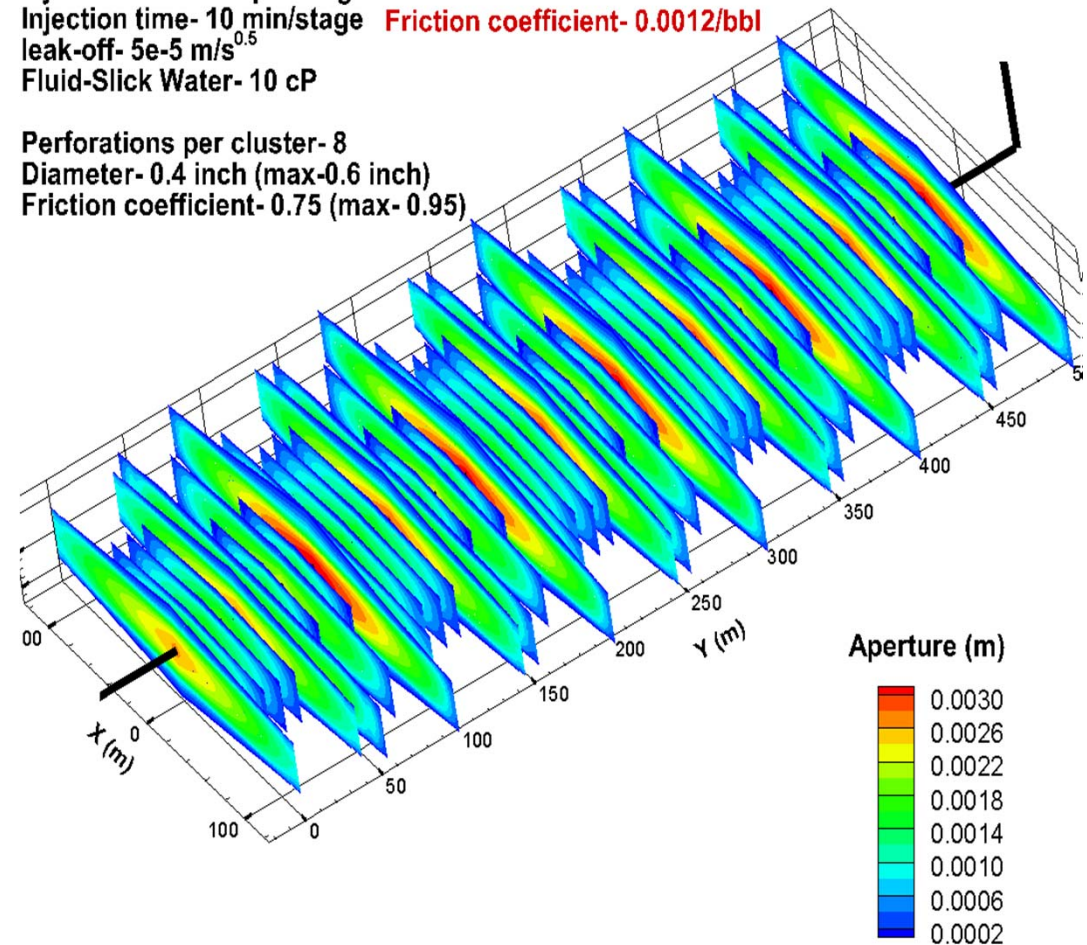 Injection time- 10 min/stage
Friction coefficient- 0.0012/bbl
leak-off- 5e-5 m/s^0.5
Fluid-Slick Water- 10 cP
Perforations per cluster- 8
Diameter- 0.4 inch (max-0.6 inch)
Friction coefficient- 0.75 (max- 0.95)
450
400
350
300
250
200
150
100
50
0
Y (m)
00
0
100
X (m)
Aperture (m)
0.0030
0.0026
0.0022
0.0018
0.0014
0.0010
0.0006
0.0002